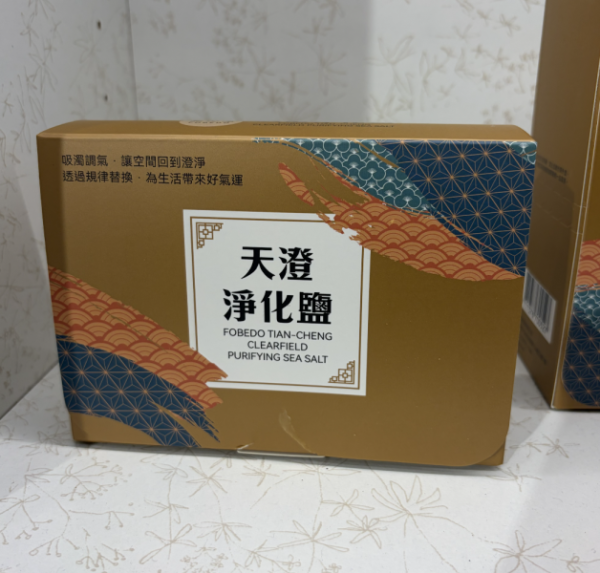 吸濁調氣．讓空間回到澄淨
透過規律替換．為生活帶來好氣運
天澄
淨化鹽
FOBEDO TIAN-CHENG
CLEARFIELD
PURIFYING SEA SALT